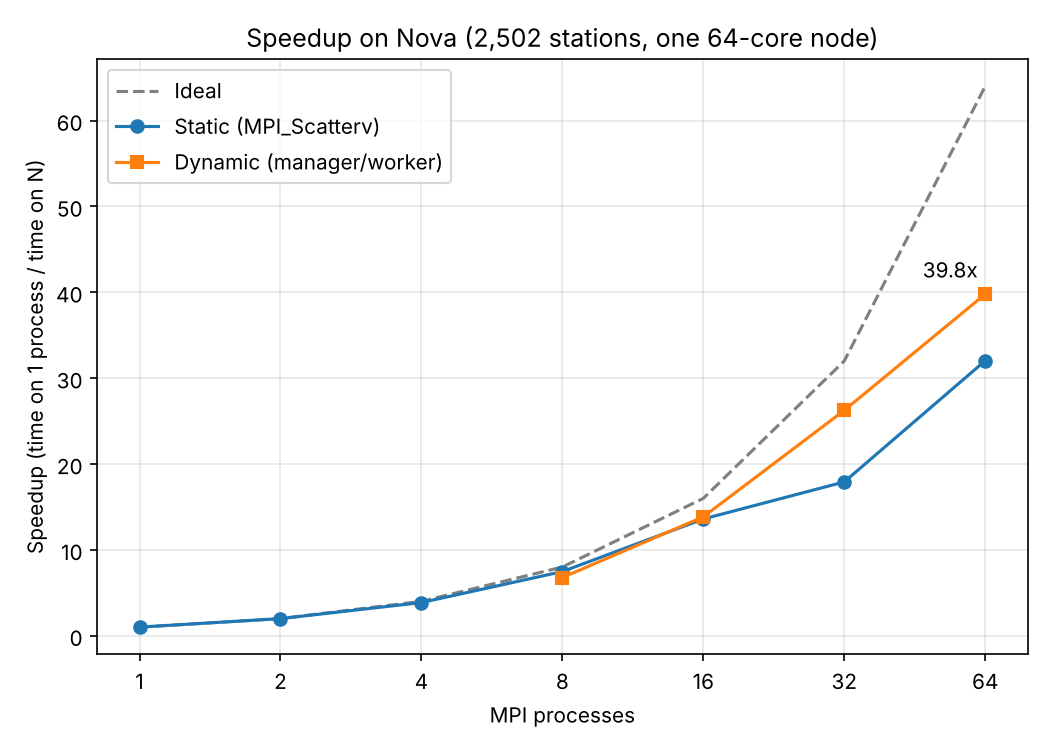 Speedup on Nova (2,502 stations, one 64-core node)
Ideal
Static (MPI_Scatterv)
Dynamic (manager/worker)
Speedup (time on 1 process / time on N)
60
50
40
30
20
10
0
39.8x
1 2 4 8 16 32 64
MPI processes